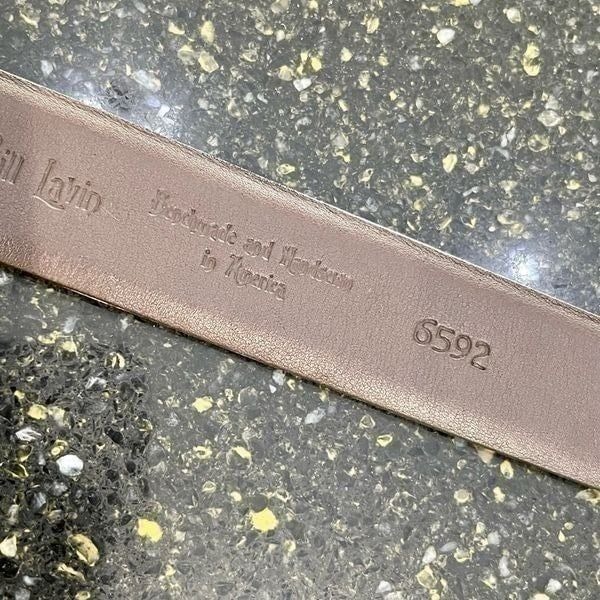 ill Lavin
Handmade and Handsewn
in America
6592